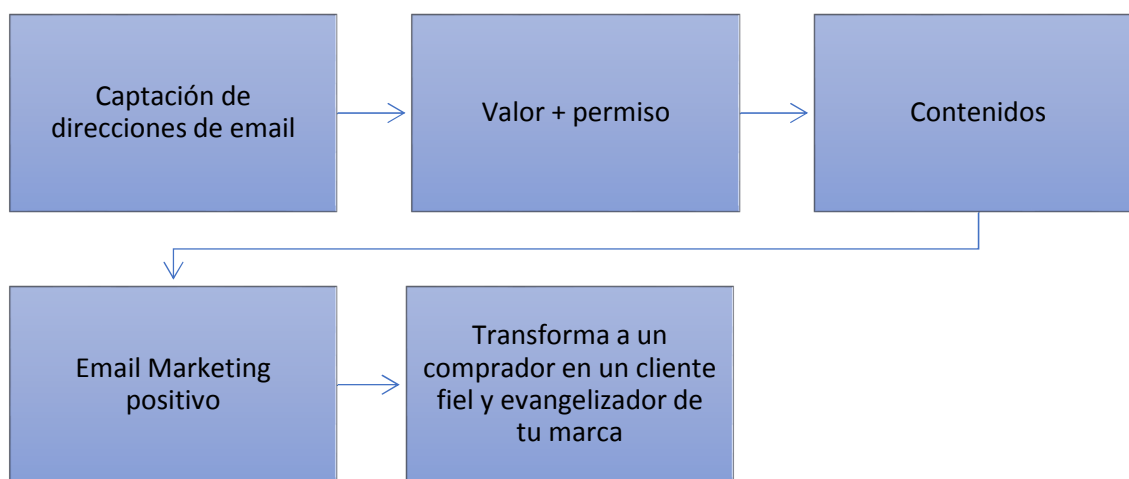 Captación de
direcciones de email
Valor + permiso
Contenidos
Email Marketing
positivo
Transforma a un
comprador en un cliente
fiel y evangelizador de
tu marca